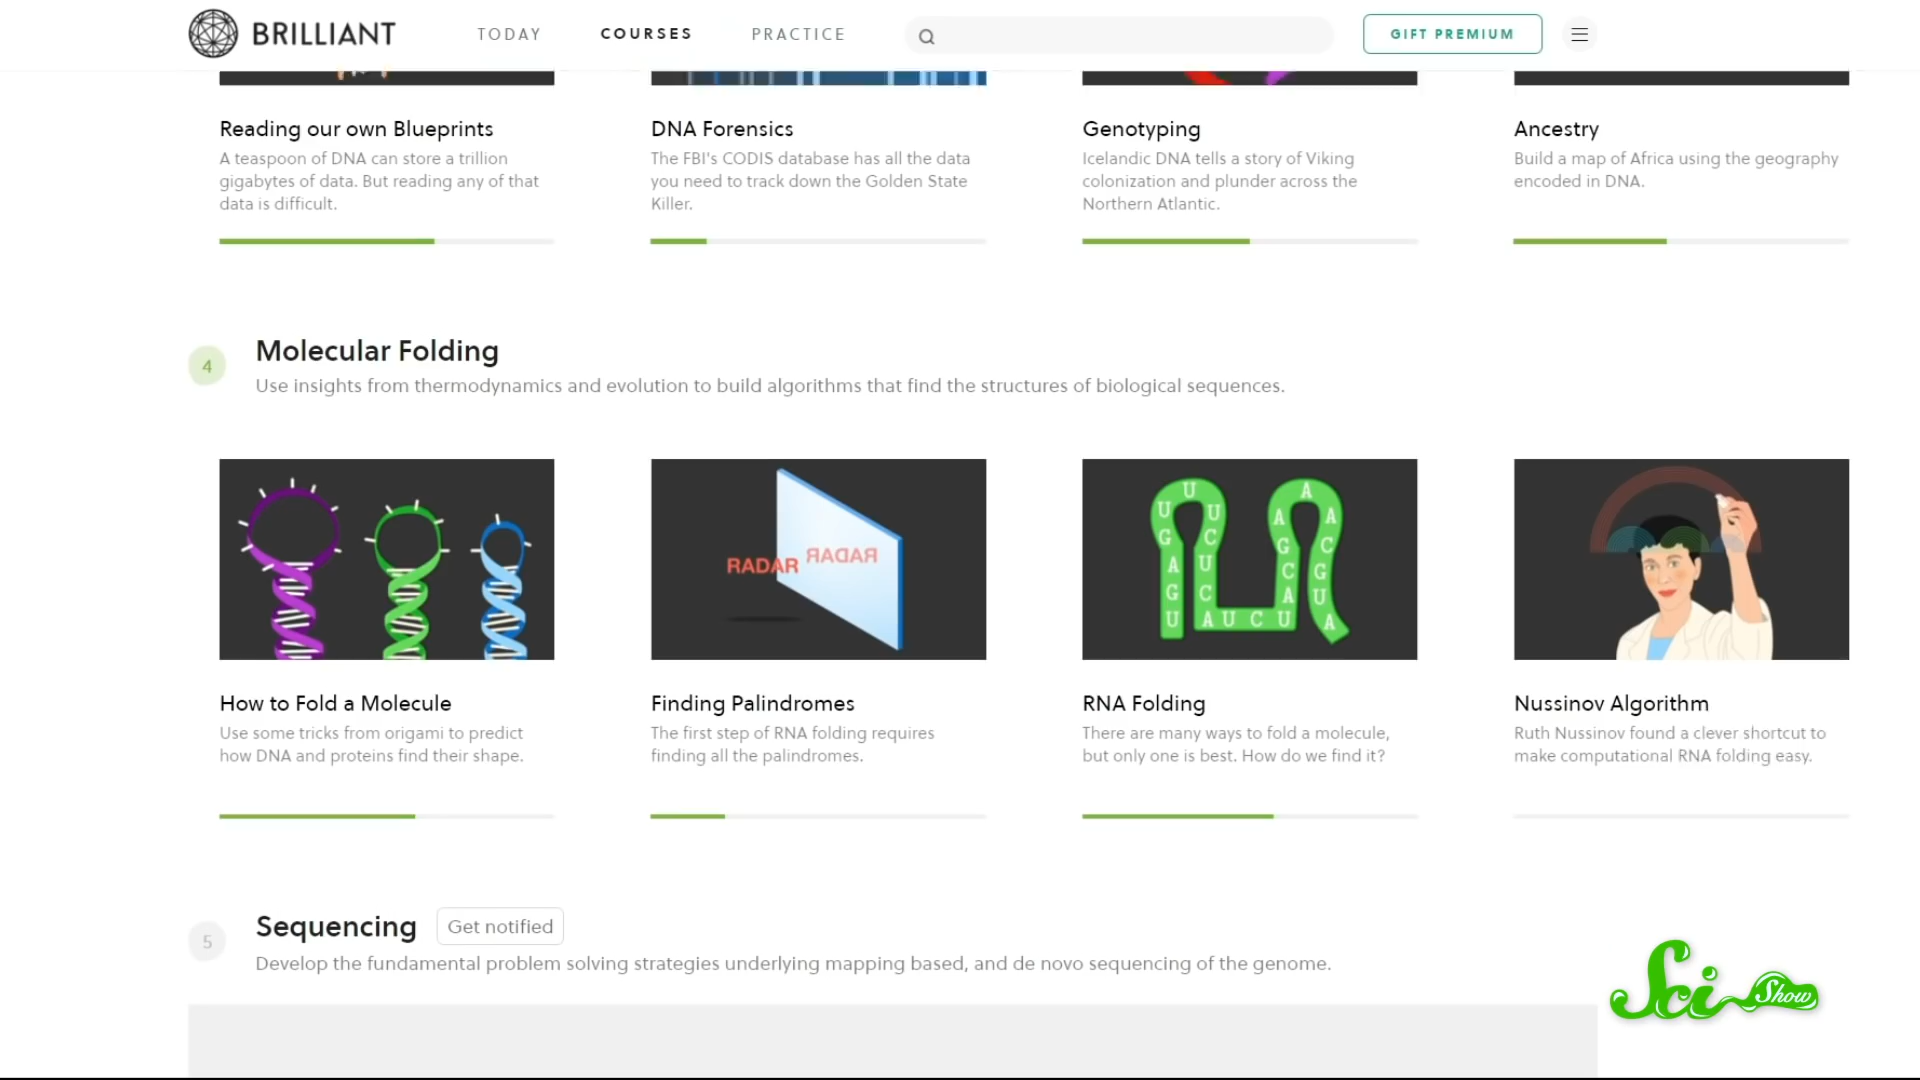 BRILLIANT
TODAY
COURSES
PRACTICE
GIFT PREMIUM
Reading our own Blueprints
A teaspoon of DNA can store a trillion
gigabytes of data. But reading any of that
data is difficult.
DNA Forensics
The FBI's CODIS database has all the data
you need to track down the Golden State
Killer.
Genotyping
Icelandic DNA tells a story of Viking
colonization and plunder across the
Northern Atlantic.
Ancestry
Build a map of Africa using the geography
encoded in DNA.
4
Molecular Folding
Use insights from thermodynamics and evolution to build algorithms that find the structures of biological sequences.
RADAR
RADAR
UGAGUUUCUCAUCUACGAAACGUA
How to Fold a Molecule
Use some tricks from origami to predict
how DNA and proteins find their shape.
Finding Palindromes
The first step of RNA folding requires
finding all the palindromes.
RNA Folding
There are many ways to fold a molecule,
but only one is best. How do we find it?
Nussinov Algorithm
Ruth Nussinov found a clever shortcut to
make computational RNA folding easy.
5
Sequencing
Get notified
Develop the fundamental problem solving strategies underlying mapping based, and de novo sequencing of the genome.
Sci Show